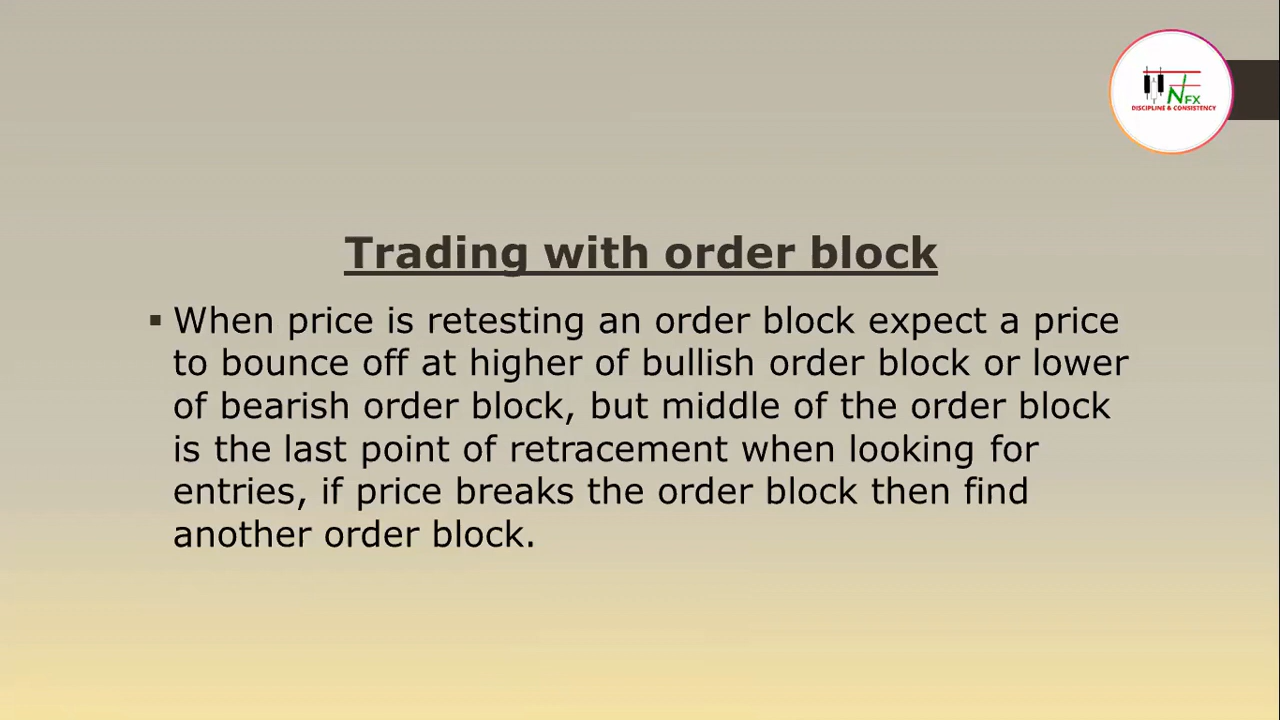 NFX
DISCIPLINE & CONSISTENCY
Trading with order block
▪ When price is retesting an order block expect a price
to bounce off at higher of bullish order block or lower
of bearish order block, but middle of the order block
is the last point of retracement when looking for
entries, if price breaks the order block then find
another order block.